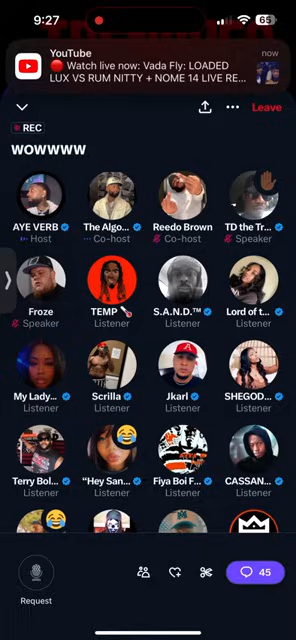 9:27
65
YouTube
now
🔴 Watch live now: Vada Fly: LOADED
LUX VS RUM NITTY + NOME 14 LIVE RE...
Leave
REC
WOWWWW
AYE VERB
The Algo...
Reedo Brown
TD the Tr...
Host
Co-host
Co-host
Speaker
Froze
TEMP🌡️
S.A.N.D.™
Lord of t...
Speaker
Listener
Listener
Listener
My Lady...
Scrilla
Jkarl
SHEGOD...
Listener
Listener
Listener
Listener
Terry Bol...
"Hey San...
Fiya Boi F...
CASSAN...
Listener
Listener
Listener
Listener
45
Request